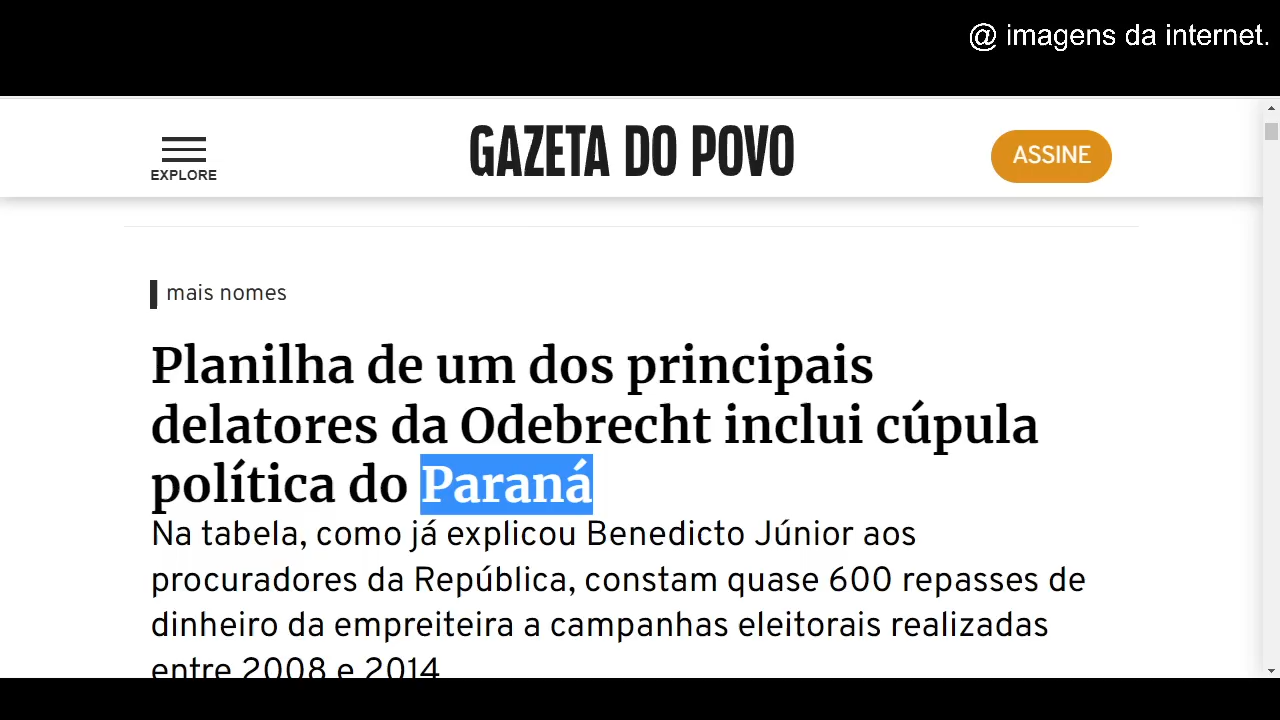 @ imagens da internet.
EXPLORE
GAZETA DO POVO
ASSINE
mais nomes
Planilha de um dos principais
delatores da Odebrecht inclui cúpula
política do Paraná
Na tabela, como já explicou Benedicto Júnior aos
procuradores da República, constam quase 600 repasses de
dinheiro da empreiteira a campanhas eleitorais realizadas
entre 2008 e 2014